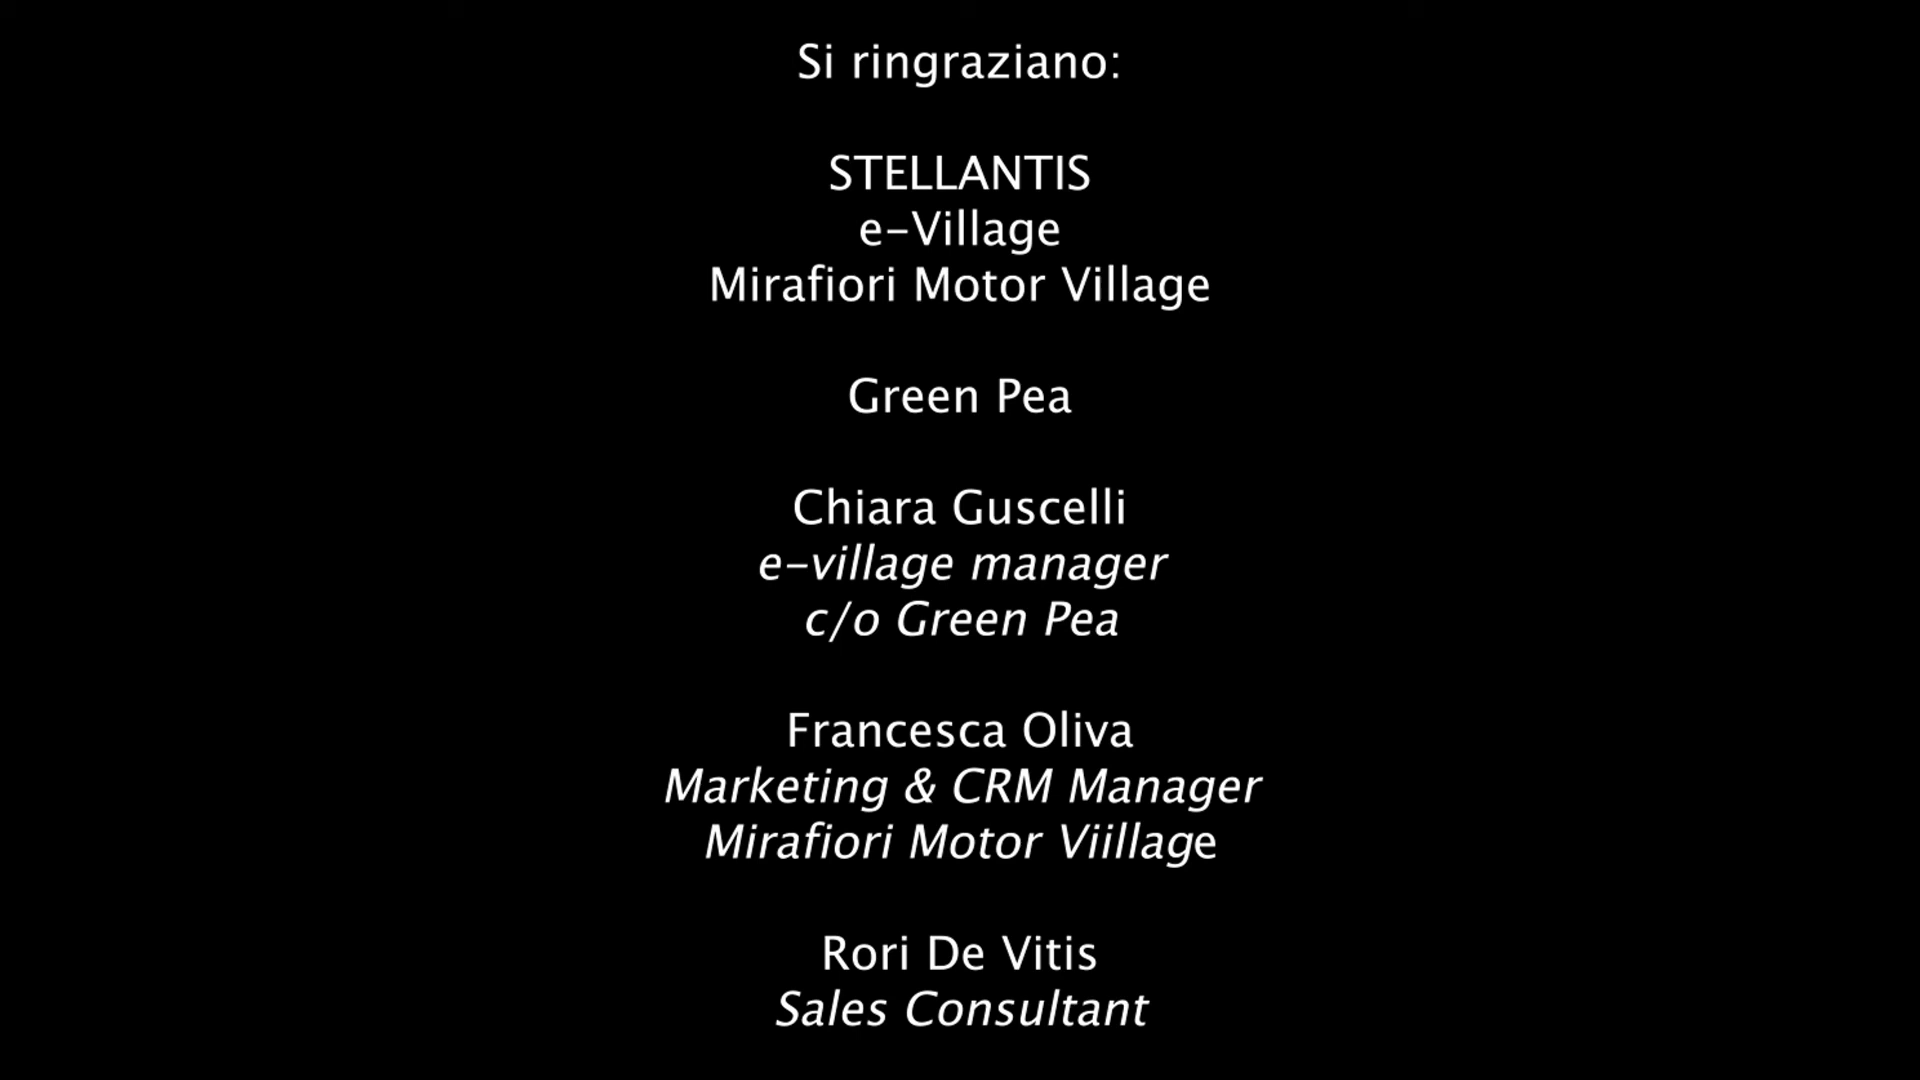 Si ringraziano:
STELLANTIS
e-Village
Mirafiori Motor Village
Green Pea
Chiara Guscelli
e-village manager
c/o Green Pea
Francesca Oliva
Marketing & CRM Manager
Mirafiori Motor Viillage
Rori De Vitis
Sales Consultant